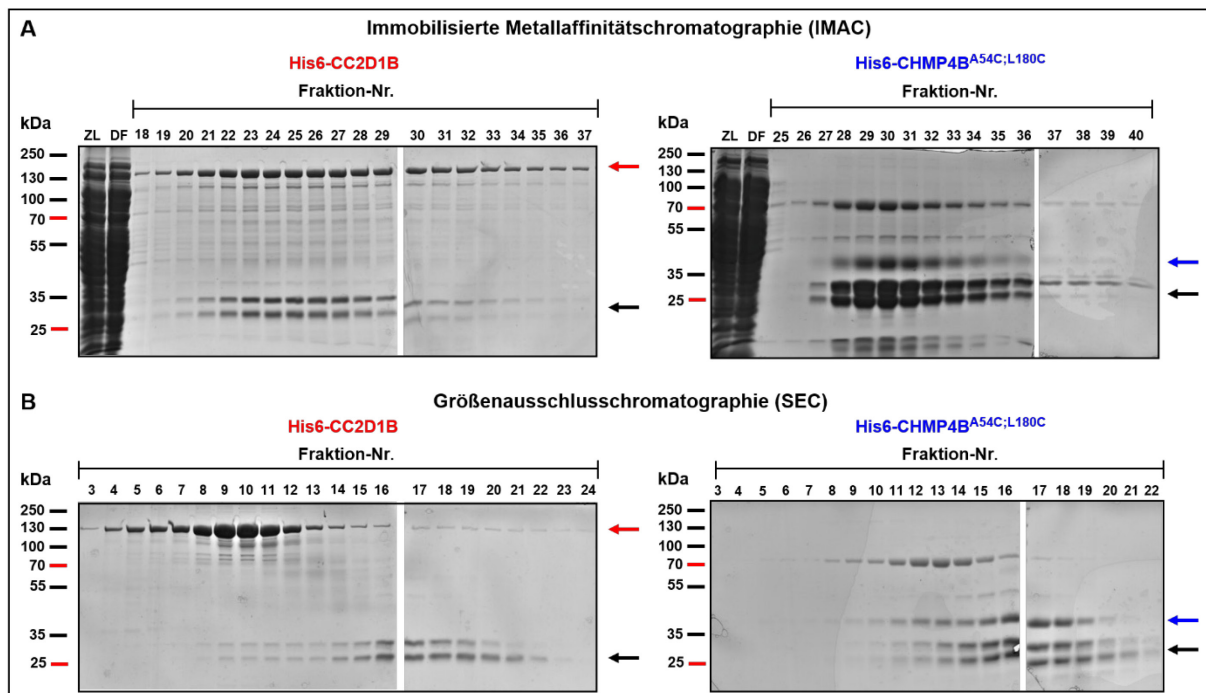 A
Immobilisierte Metallaffinitätschromatographie (IMAC)
His6-CC2D1B
Fraktion-Nr.
kDa
ZL DF 18 19 20 21 22 23 24 25 26 27 28 29 30 31 32 33 34 35 36 37
250
130
100
70
55
35
25
His6-CHMP4B^A54C;L180C
Fraktion-Nr.
kDa
ZL DF 25 26 27 28 29 30 31 32 33 34 35 36 37 38 39 40
250
130
100
70
55
35
25
B
Größenausschlusschromatographie (SEC)
His6-CC2D1B
Fraktion-Nr.
kDa
3 4 5 6 7 8 9 10 11 12 13 14 15 16 17 18 19 20 21 22 23 24
250
130
100
70
55
35
25
His6-CHMP4B^A54C;L180C
Fraktion-Nr.
kDa
3 4 5 6 7 8 9 10 11 12 13 14 15 16 17 18 19 20 21 22
250
130
100
70
55
35
25